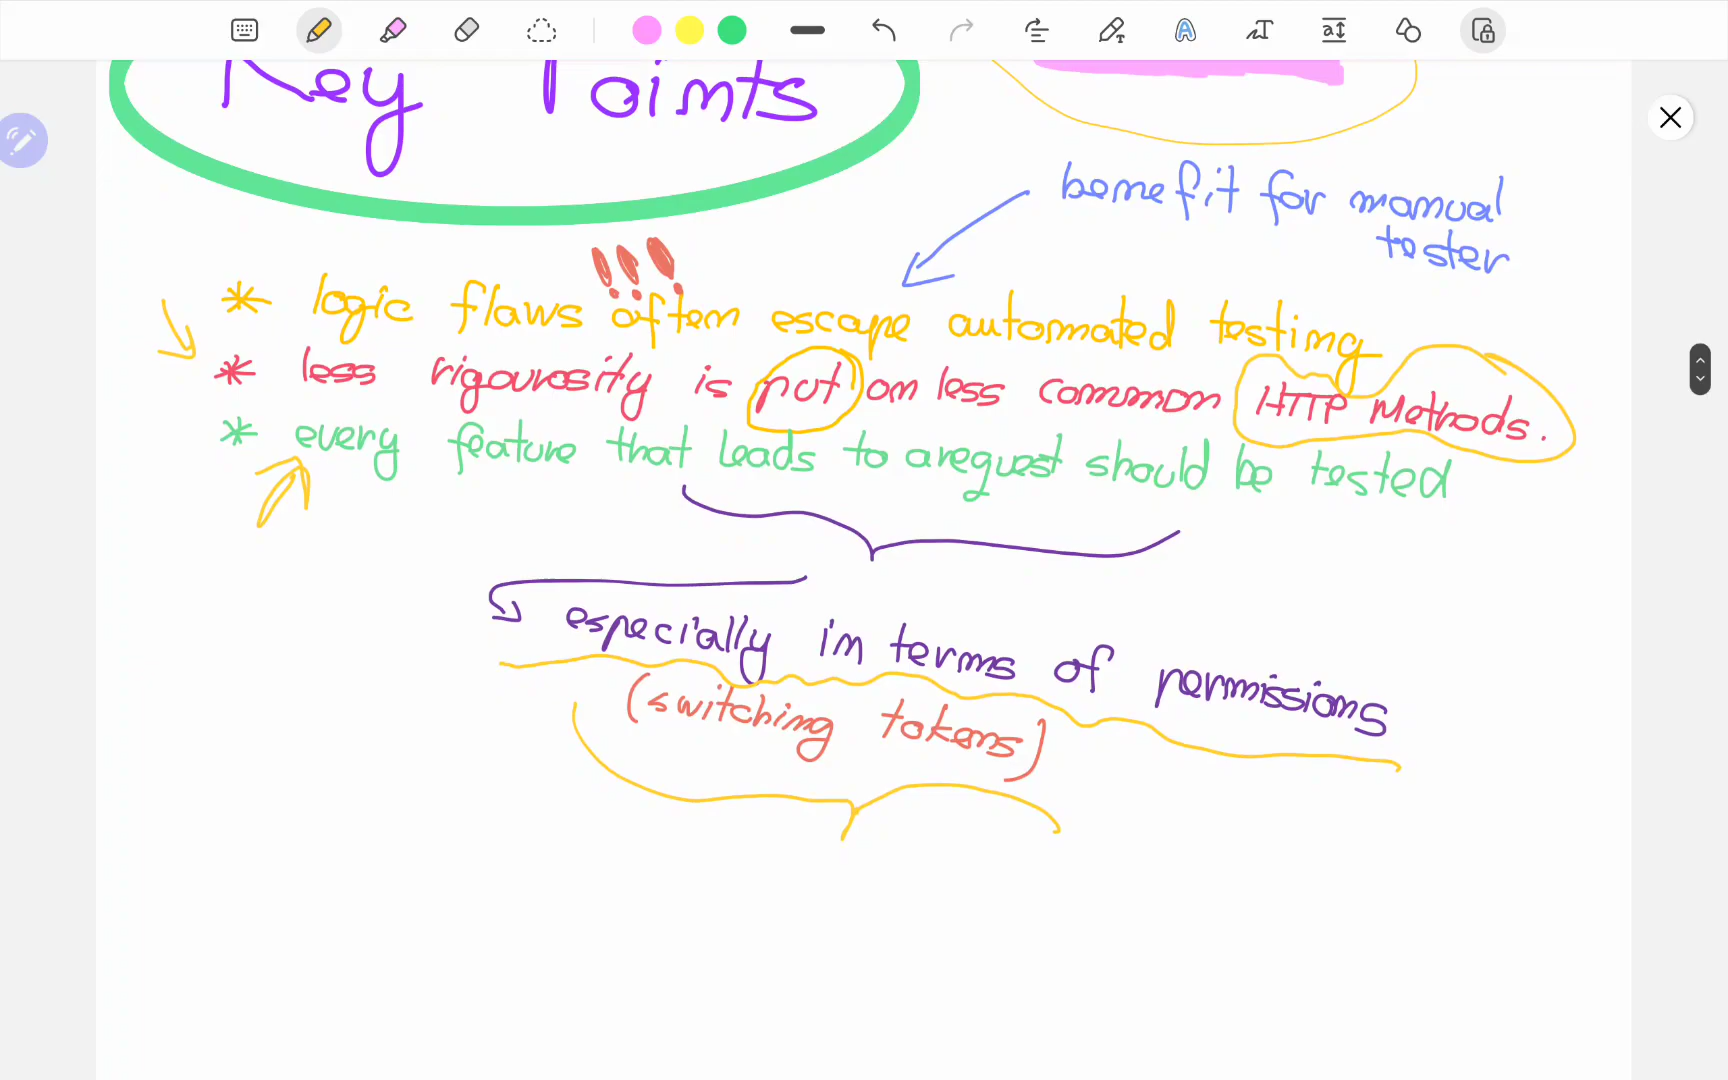 Key Points
benefit for manual
tester
!!!
* logic flaws often escape automated testing
* less rigourosity is not on less common HTTP Methods.
* every feature that leads to a request should be tested
especially in terms of permissions
(switching tokens)